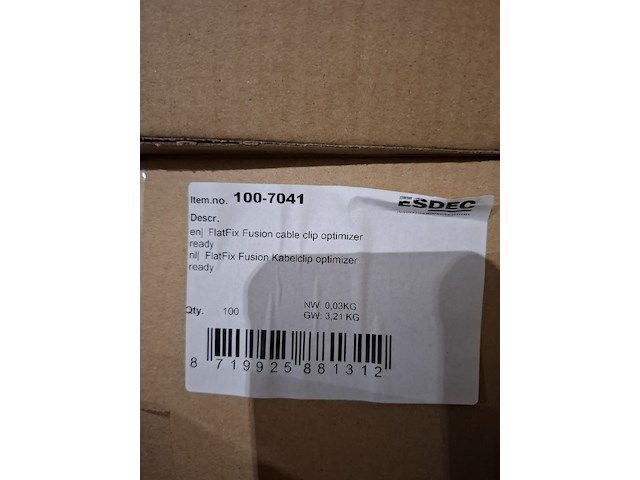 Item.no. 100-7041
ESDEC
Descr.
en| FlatFix Fusion cable clip optimizer
ready
nl| FlatFix Fusion Kabelclip optimizer
ready
Qty. 100
NW: 0,03KG
GW: 3,21 KG
8 719925 881312